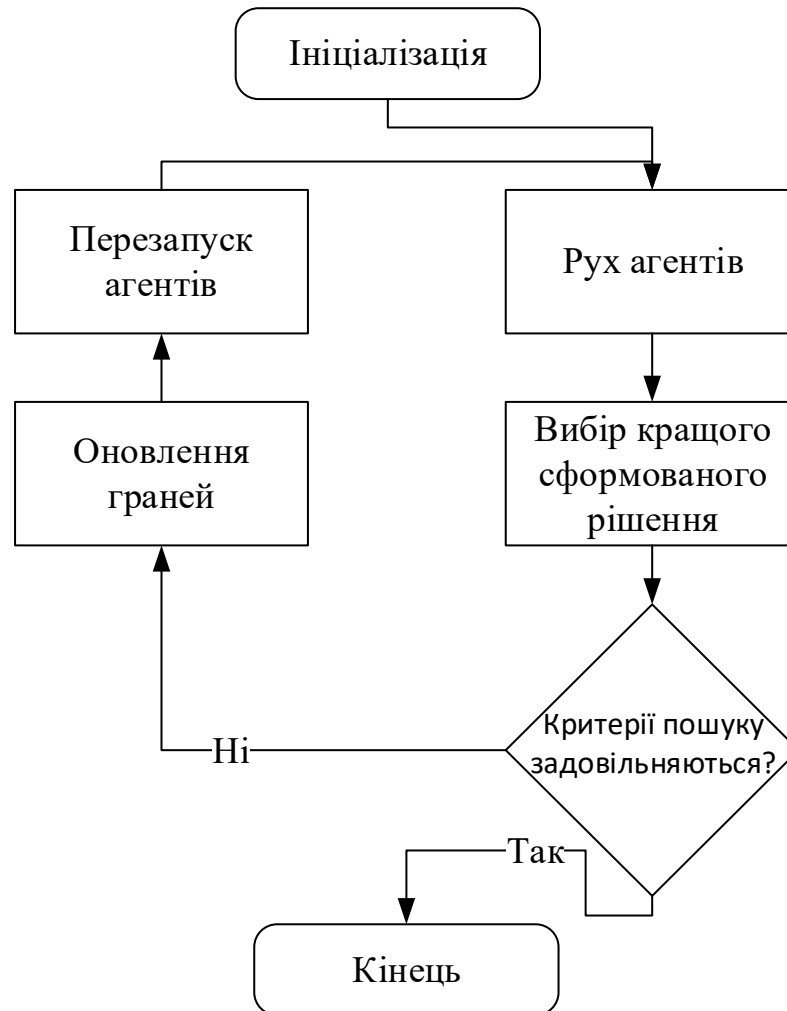 Ініціалізація
Перезапуск
агентів
Рух агентів
Оновлення
граней
Вибір кращого
сформованого
рішення
Критерії пошуку
задовільняються?
Ні
Так
Кінець